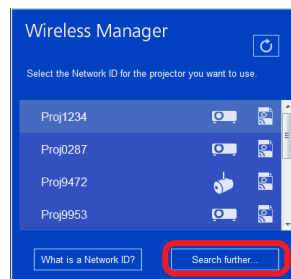 Wireless Manager
Select the Network ID for the projector you want to use.
Proj1234
Proj0287
Proj9472
Proj9953
What is a Network ID?
Search further...